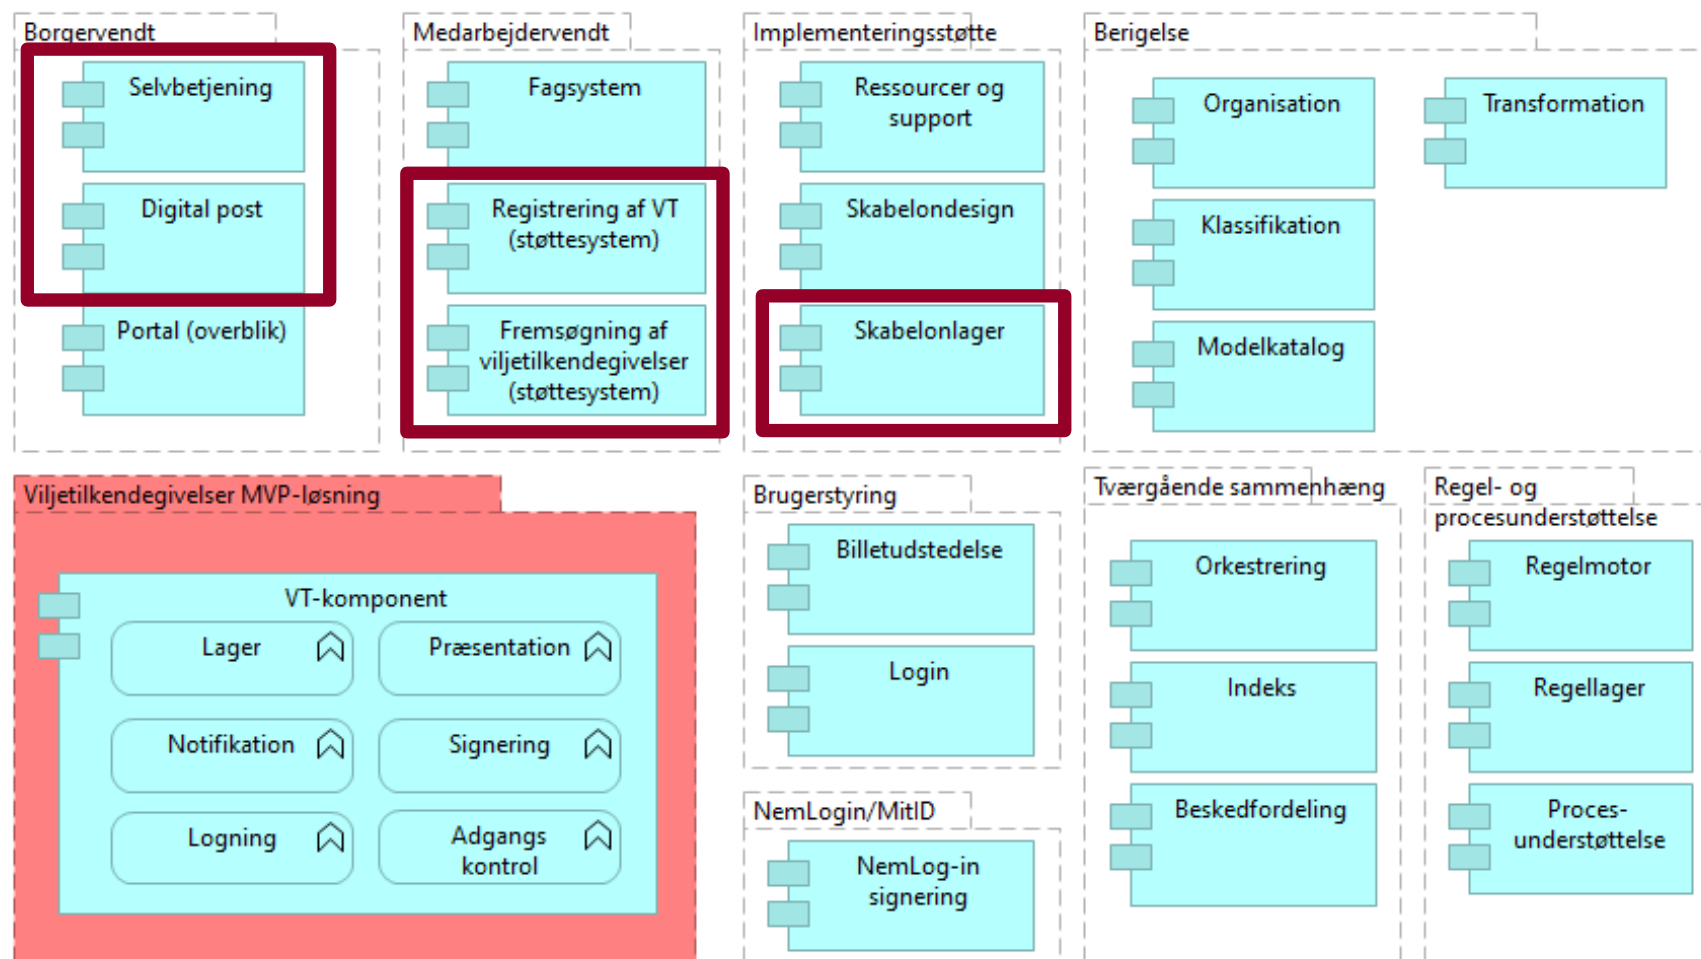 Borgervendt
Selvbetjening
Digital post
Portal (overblik)
Medarbejdervendt
Fagsystem
Registrering af VT
(støttesystem)
Fremsøgning af
viljetilkendegivelser
(støttesystem)
Implementeringsstøtte
Ressourcer og
support
Skabelondesign
Skabelonlager
Berigelse
Organisation
Klassifikation
Modelkatalog
Transformation
Viljetilkendegivelser MVP-løsning
VT-komponent
Lager
Præsentation
Notifikation
Signering
Logning
Adgangs
kontrol
Brugerstyring
Billetudstedelse
Login
NemLogin/MitID
NemLog-in
signering
Tværgående sammenhæng
Orkestrering
Indeks
Beskedfordeling
Regel- og
procesunderstøttelse
Regelmotor
Regellager
Proces-
understøttelse